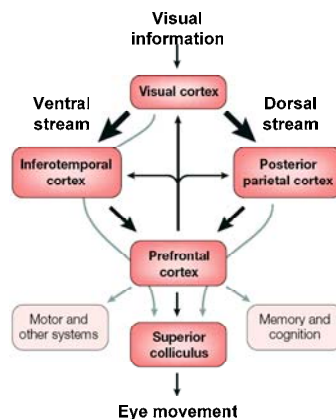 Visual
information
Visual cortex
Ventral
stream
Dorsal
stream
Inferotemporal
cortex
Posterior
parietal cortex
Prefrontal
cortex
Motor and
other systems
Memory and
cognition
Superior
colliculus
Eye movement